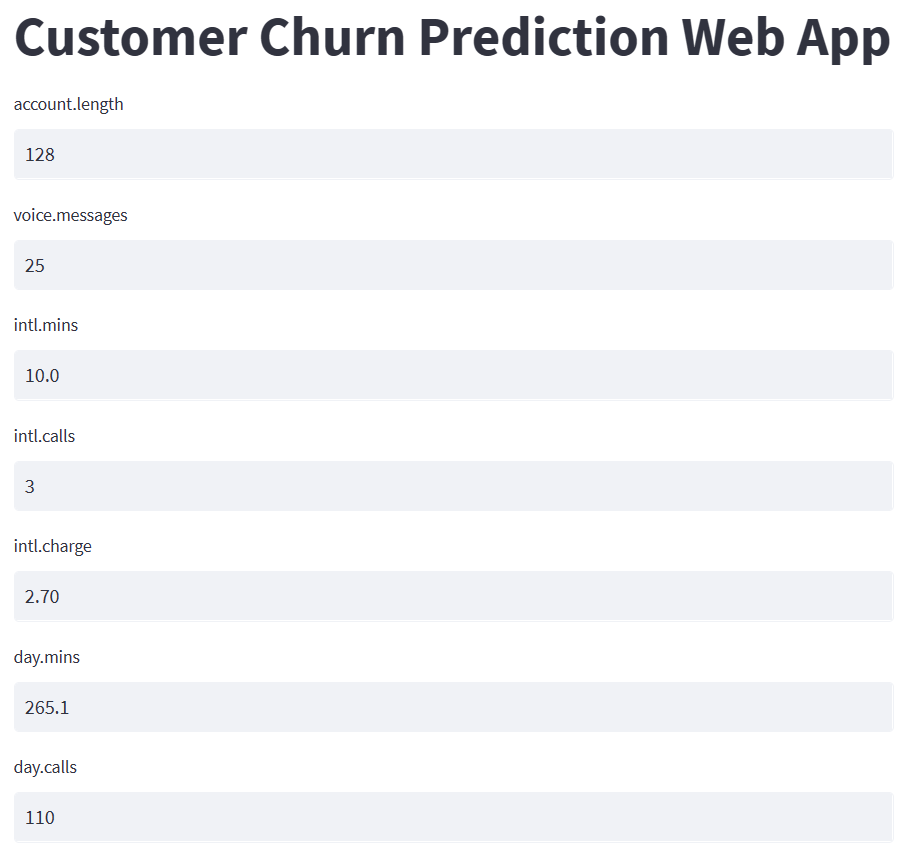 Customer Churn Prediction Web App
account.length
128
voice.messages
25
intl.mins
10.0
intl.calls
3
intl.charge
2.70
day.mins
265.1
day.calls
110